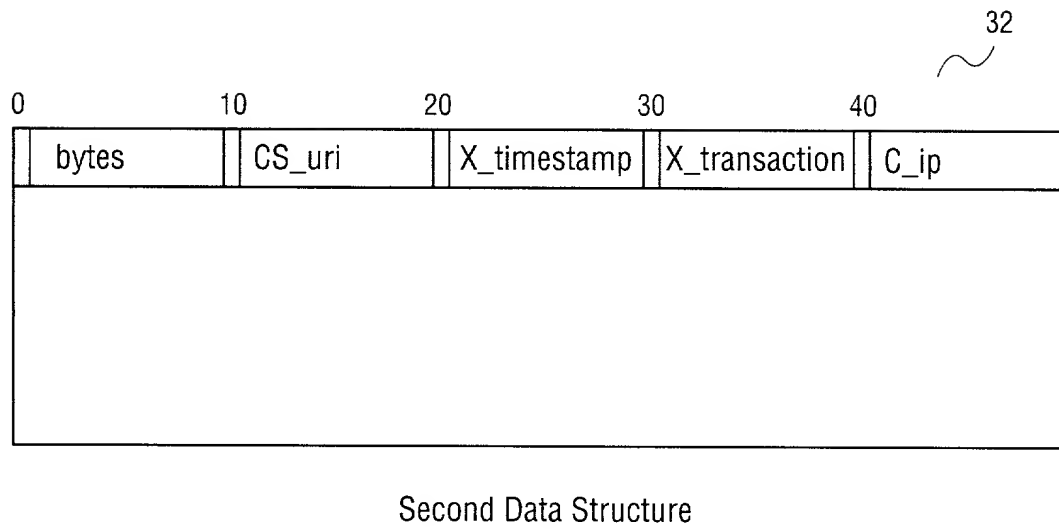 32
0 10 20 30 40
bytes CS_uri X_timestamp X_transaction C_ip
Second Data Structure